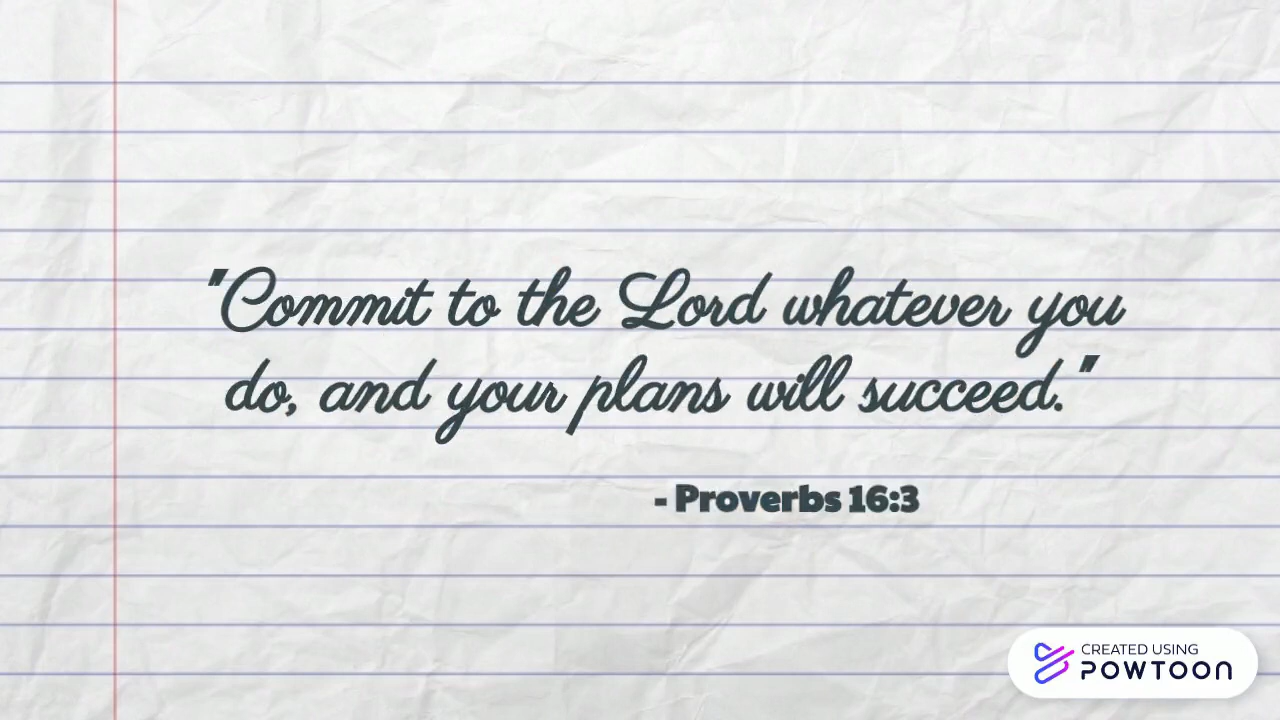 "Commit to the Lord whatever you
do, and your plans will succeed."
- Proverbs 16:3
CREATED USING
POWTOON